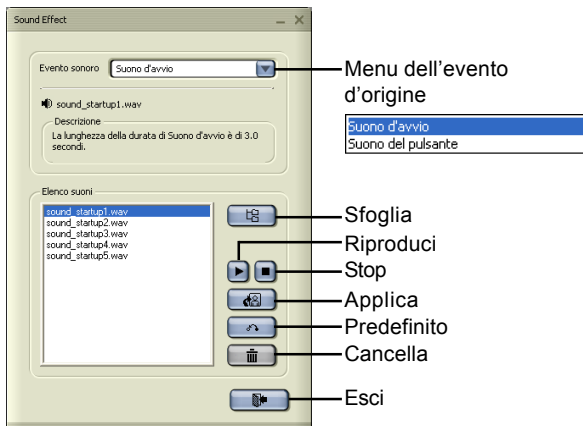 Sound Effect
Evento sonoro
Suono d'avvio
Menu dell'evento
d'origine
Suono d'avvio
Suono del pulsante
sound_startup1.wav
Descrizione
La lunghezza della durata di Suono d'avvio è di 3.0
secondi.
Elenco suoni
sound_startup1.wav
sound_startup2.wav
sound_startup3.wav
sound_startup4.wav
sound_startup5.wav
Sfoglia
Riproduci
Stop
Applica
Predefinito
Cancella
Esci